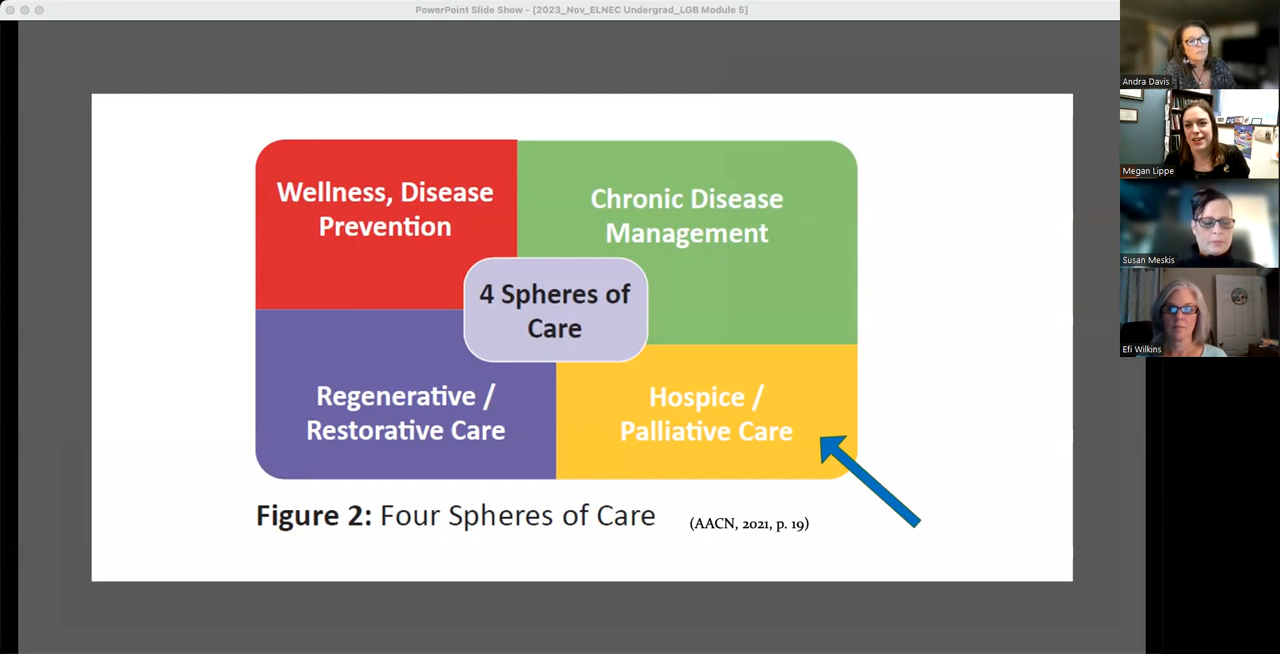 PowerPoint Slide Show - [2023_Nov_ELNEC Undergrad_LGB Module 5]
Wellness, Disease
Prevention
Chronic Disease
Management
4 Spheres of
Care
Regenerative /
Restorative Care
Hospice /
Palliative Care
Figure 2: Four Spheres of Care
(AACN, 2021, p. 19)
Andra Davis
Megan Lippe
Susan Meskis
Efi Wilkins